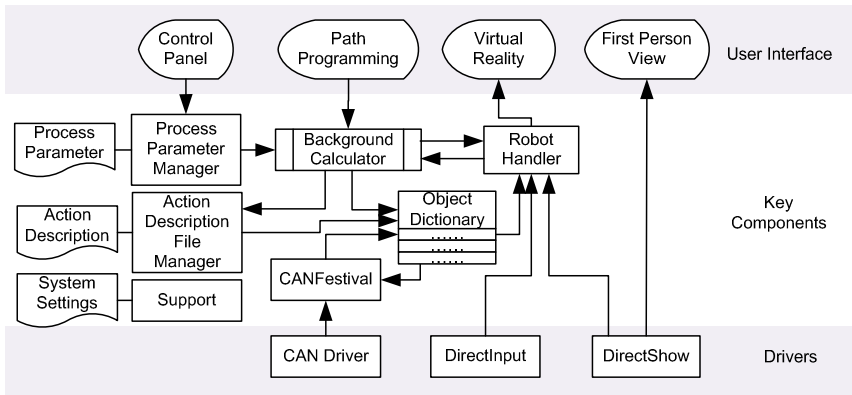 Control
Panel
Path
Programming
Virtual
Reality
First Person
View
User Interface
Process
Parameter
Process
Parameter
Manager
Background
Calculator
Robot
Handler
Action
Description
Action
Description
File
Manager
Object
Dictionary
......
......
Key
Components
System
Settings
Support
CANFestival
CAN Driver
DirectInput
DirectShow
Drivers